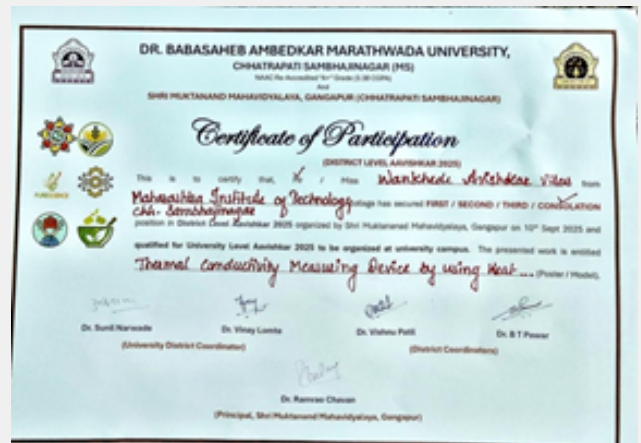 DR. BABASAHEB AMBEDKAR MARATHWADA UNIVERSITY,
CHHATRAPATI SAMBHAJINAGAR (MS)
NAAC Re-Accredited "A+" Grade
And
SHRI MUKTANAND MAHAVIDYALAYA, GANGAPUR (CHHATRAPATI SAMBHAJINAGAR)
Certificate of Participation
(DISTRICT LEVEL AAVISHKAR 2025)
This is to certify that, / Miss Wankhede Avishkar Vilas from
Maharashtra Institute of Technology college has secured FIRST / SECOND / THIRD / CONSOLATION
chh. Sambhajinagar
position in District Level Aavishkar 2025 organized by Shri Muktanand Mahavidyalaya, Gangapur on 10th Sept 2025 and
qualified for University Level Aavishkar 2025 to be organized at university campus. The presented work is entitled
Thermal Conductivity Measuring Device by using Heat ... (Poster / Model).
Dr. Sunil Narwade
Dr. Vinay Lomte
Dr. Vishnu Patil
Dr. B T Pawar
(University District Coordinator)
(District Coordinators)
Dr. Ramrao Chavan
(Principal, Shri Muktanand Mahavidyalaya, Gangapur)